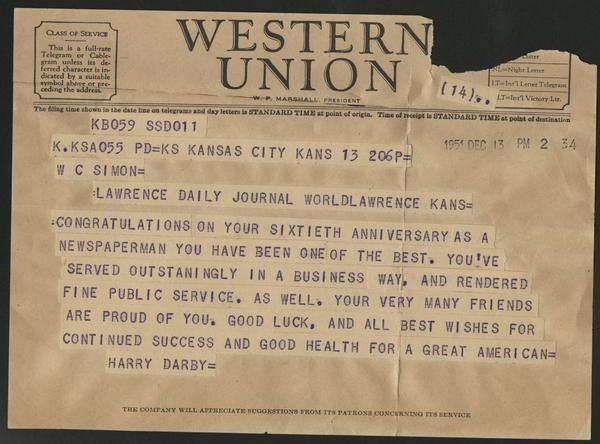 CLASS OF SERVICE
This is a full-rate
Telegram or Cable-
gram unless its de-
ferred character is in-
dicated by a suitable
symbol above or pre-
ceding the address.
WESTERN
UNION
W. P. MARSHALL, PRESIDENT
(14)..
Letter
NL=Night Letter
LT=Int'l Letter Telegram
LT=Int'l Victory Ltr.
The filing time shown in the date line on telegrams and day letters is STANDARD TIME at point of origin. Time of receipt is STANDARD TIME at point of destination
KB059 SSD011
K.KSA055 PD=KS KANSAS CITY KANS 13 206P=
1951 DEC 13 PM 2 34
W C SIMON=
:LAWRENCE DAILY JOURNAL WORLDLAWRENCE KANS=
:CONGRATULATIONS ON YOUR SIXTIETH ANNIVERSARY AS A
NEWSPAPERMAN YOU HAVE BEEN ONE OF THE BEST. YOU'VE
SERVED OUTSTANINGLY IN A BUSINESS WAY, AND RENDERED
FINE PUBLIC SERVICE. AS WELL. YOUR VERY MANY FRIENDS
ARE PROUD OF YOU. GOOD LUCK, AND ALL BEST WISHES FOR
CONTINUED SUCCESS AND GOOD HEALTH FOR A GREAT AMERICAN=
HARRY DARBY=
THE COMPANY WILL APPRECIATE SUGGESTIONS FROM ITS PATRONS CONCERNING ITS SERVICE